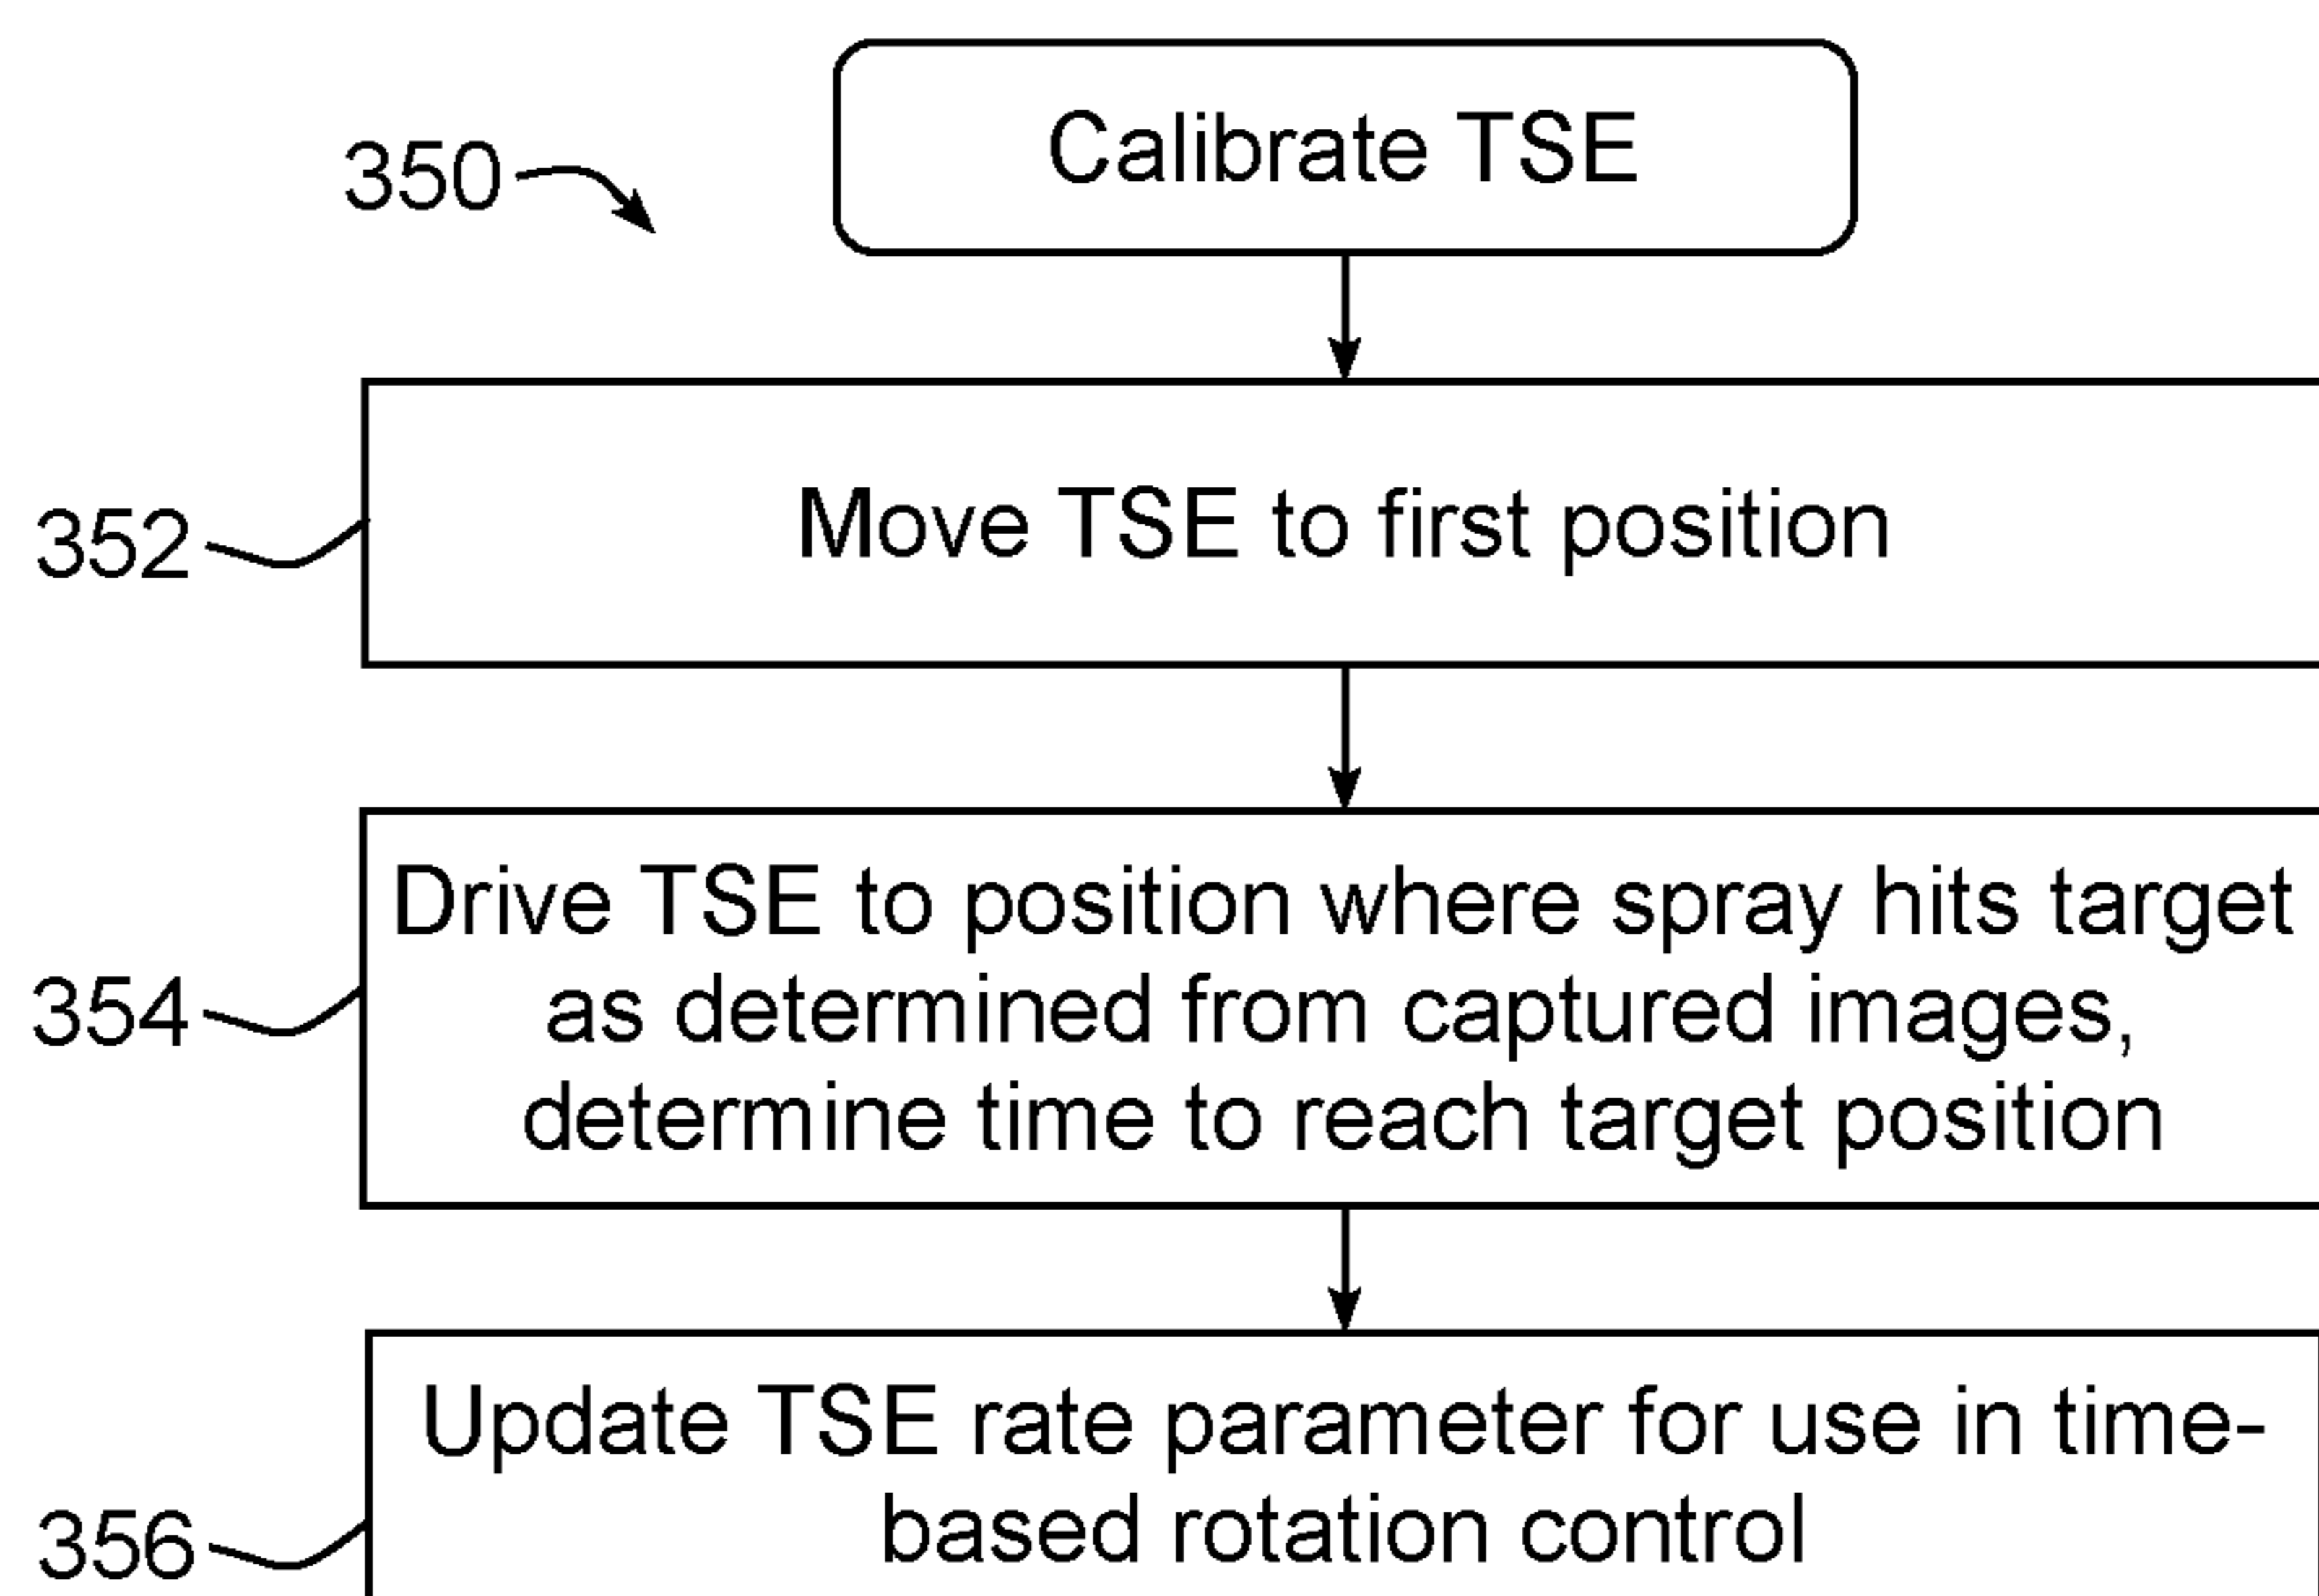 Calibrate TSE
350
Move TSE to first position
352
Drive TSE to position where spray hits target
as determined from captured images,
determine time to reach target position
354
Update TSE rate parameter for use in time-
based rotation control
356